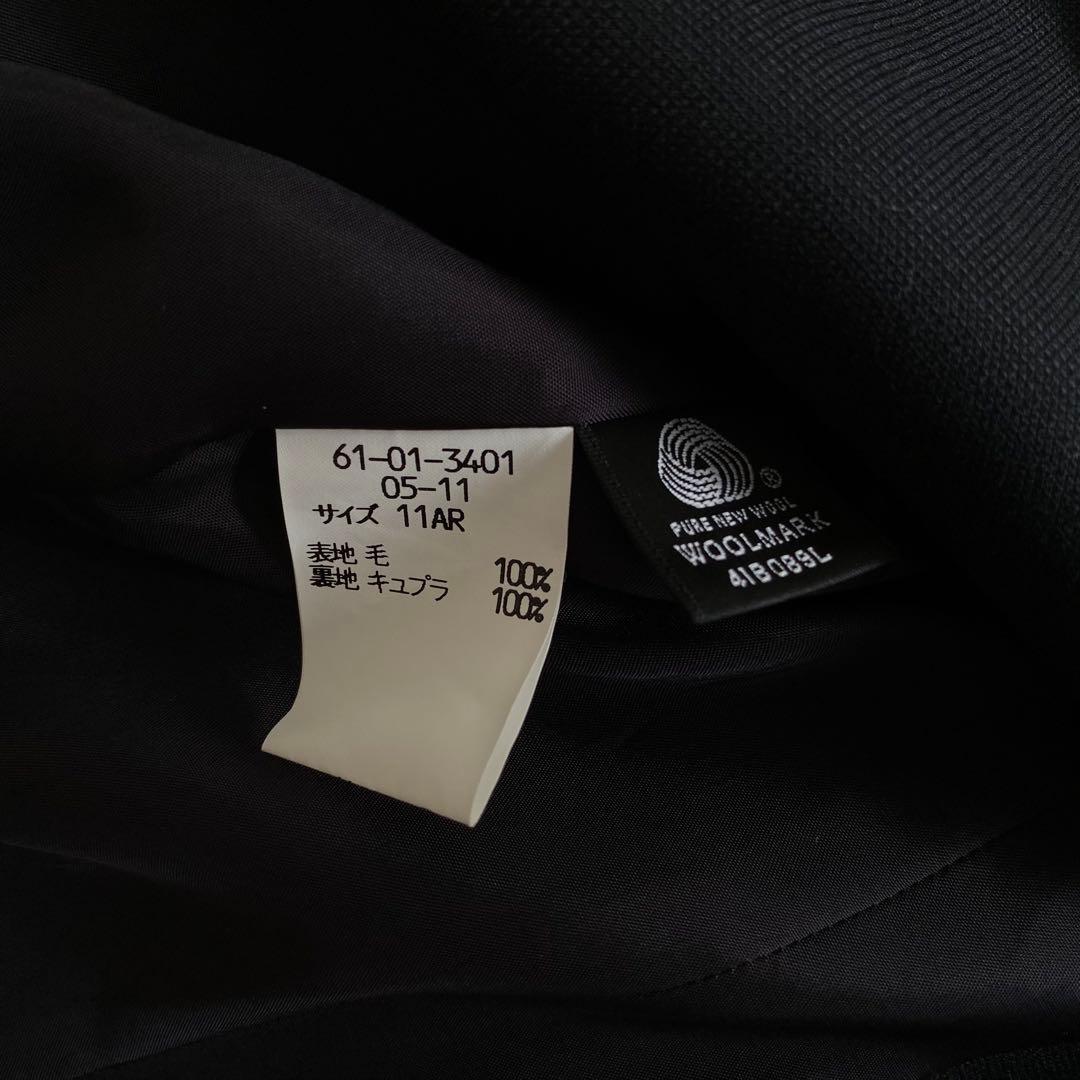 61-01-3401
05-11
サイズ 11AR
表地 毛 100%
裏地 キュプラ 100%
®
PURE NEW WOOL
WOOLMARK
41B089L